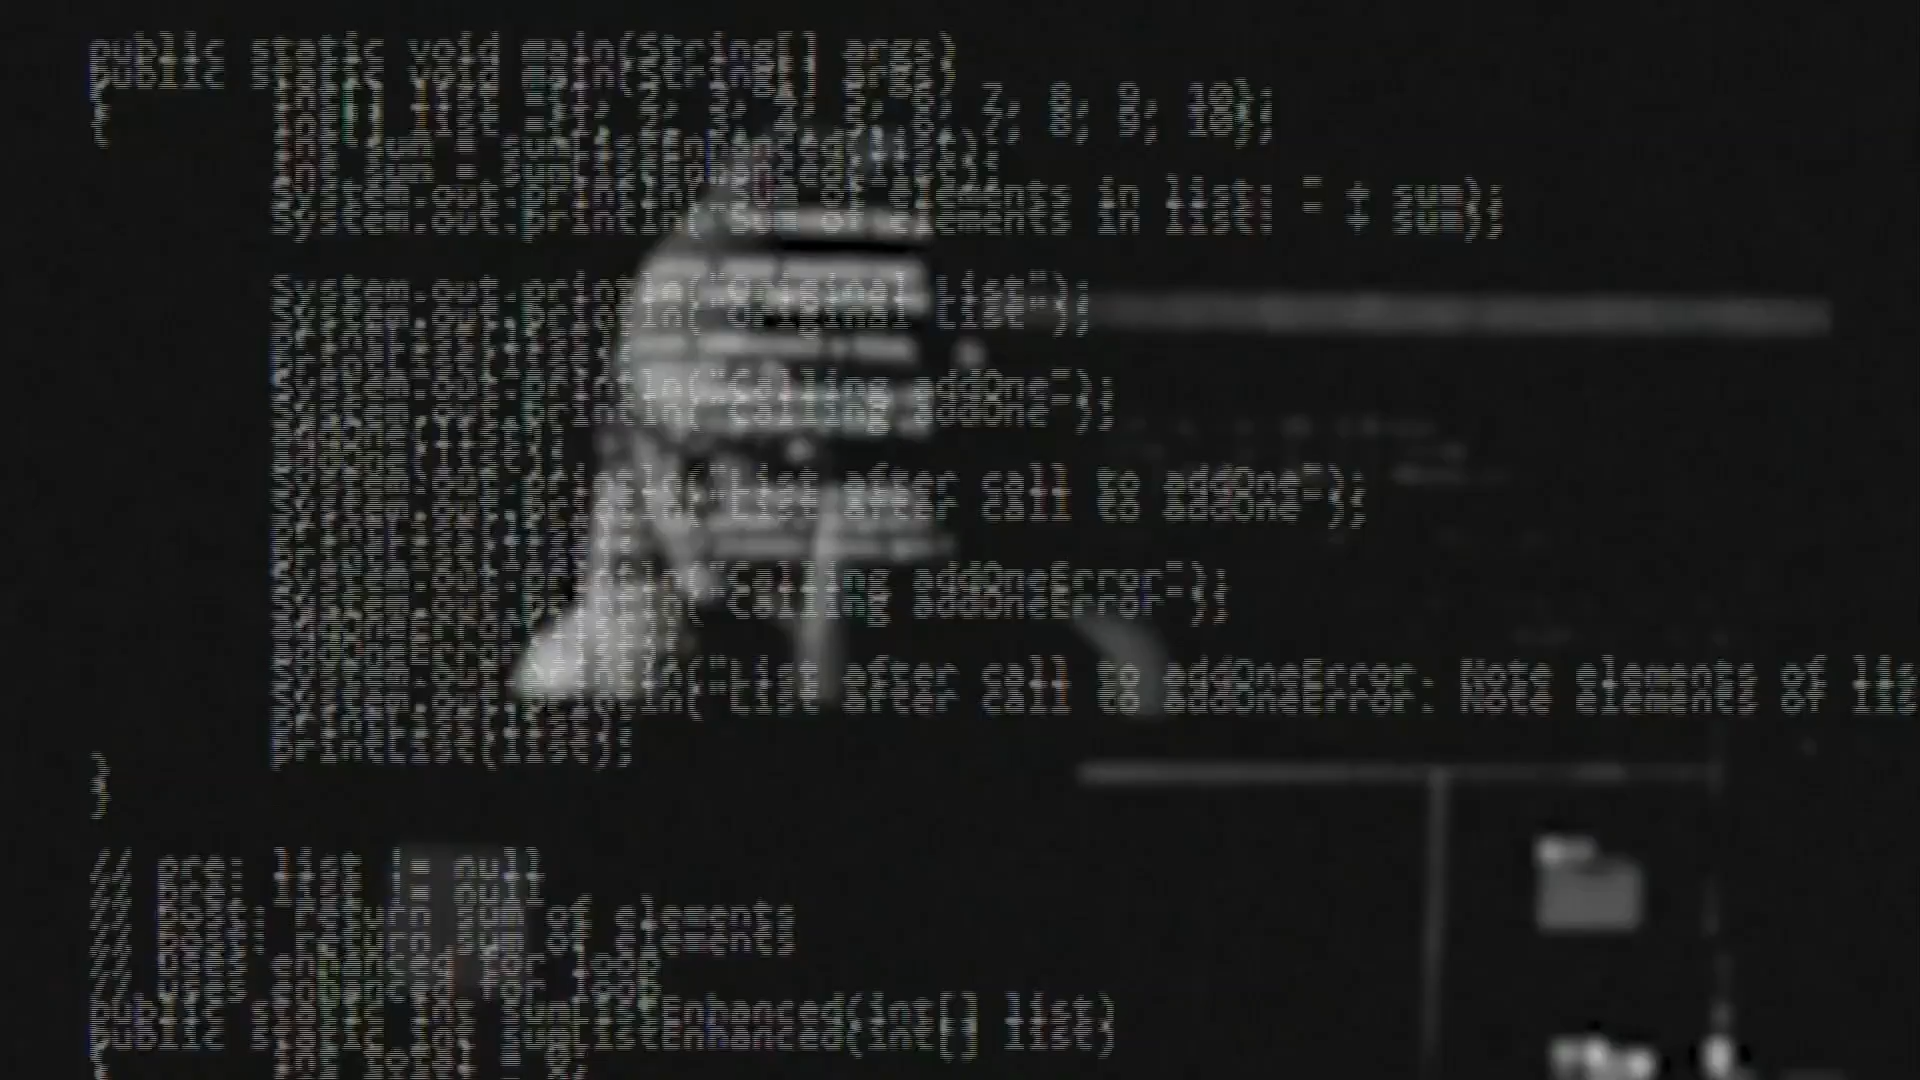 public static void main(String[] args)
{ int[] list ={1, 2, 3, 4, 5, 6, 7, 8, 9, 10};
int sum = sumListEnhanced(list);
System.out.println("Sum of elements in list: " + sum);
System.out.println("Original List");
printList(list);
System.out.println("Calling addOne");
addOne(list);
System.out.println("List after call to addOne");
printList(list);
System.out.println("Calling addOneError");
addOneError(list);
System.out.println("List after call to addOneError. Note elements of lis
printList(list);
}
// pre: list != null
// post: return sum of elements
// uses enhanced for loop
public static int sumListEnhanced(int[] list)
{ int total = 0;